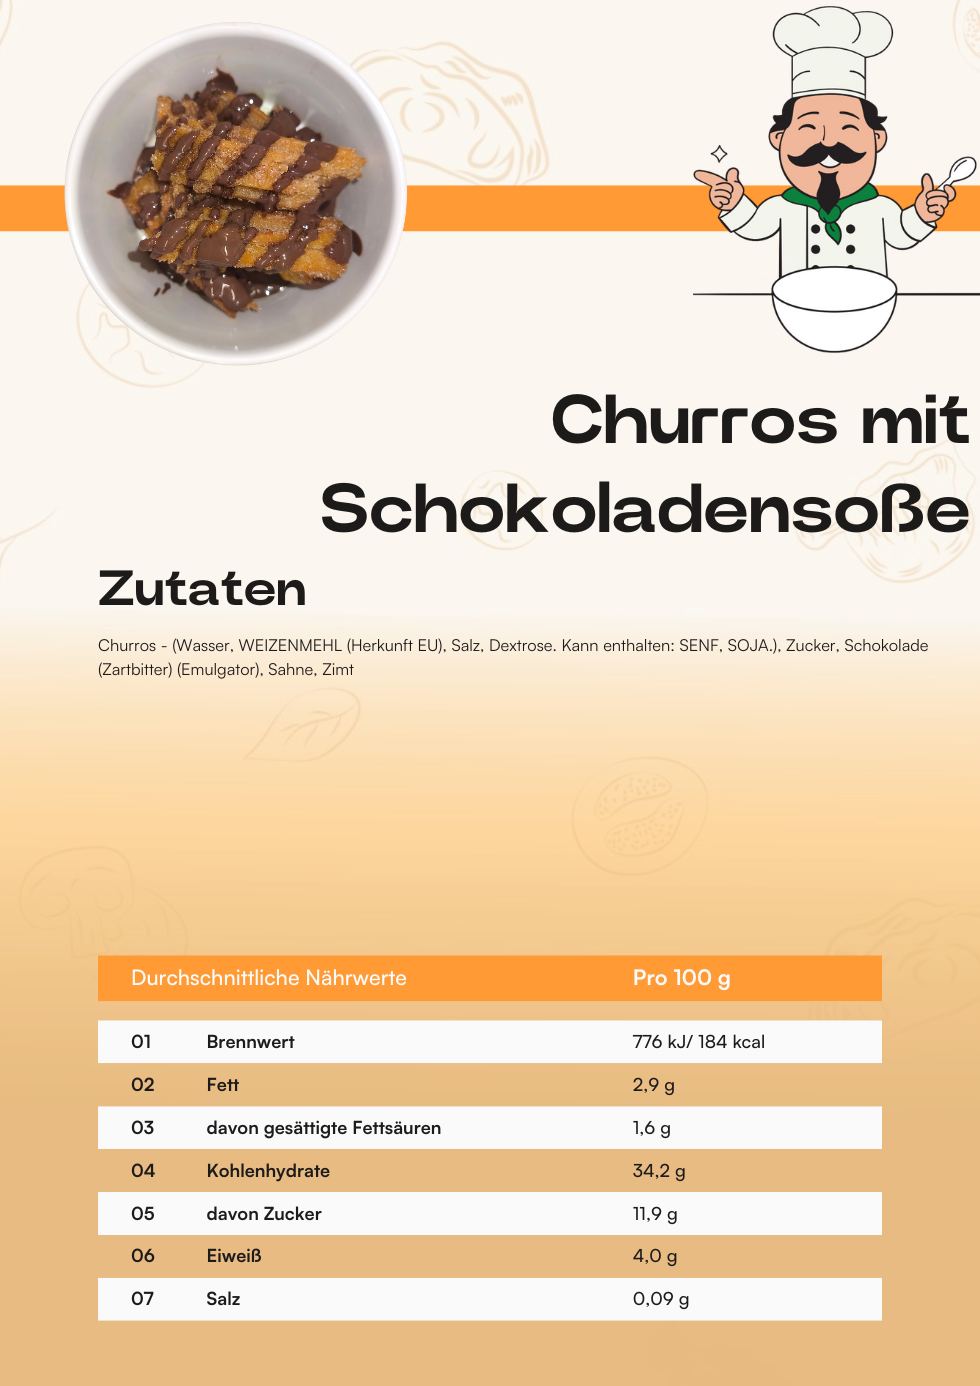 Churros mit
Schokoladensoße
Zutaten
Churros - (Wasser, WEIZENMEHL (Herkunft EU), Salz, Dextrose. Kann enthalten: SENF, SOJA.), Zucker, Schokolade
(Zartbitter) (Emulgator), Sahne, Zimt
Durchschnittliche Nährwerte Pro 100 g
01 Brennwert 776 kJ/ 184 kcal
02 Fett 2,9 g
03 davon gesättigte Fettsäuren 1,6 g
04 Kohlenhydrate 34,2 g
05 davon Zucker 11,9 g
06 Eiweiß 4,0 g
07 Salz 0,09 g